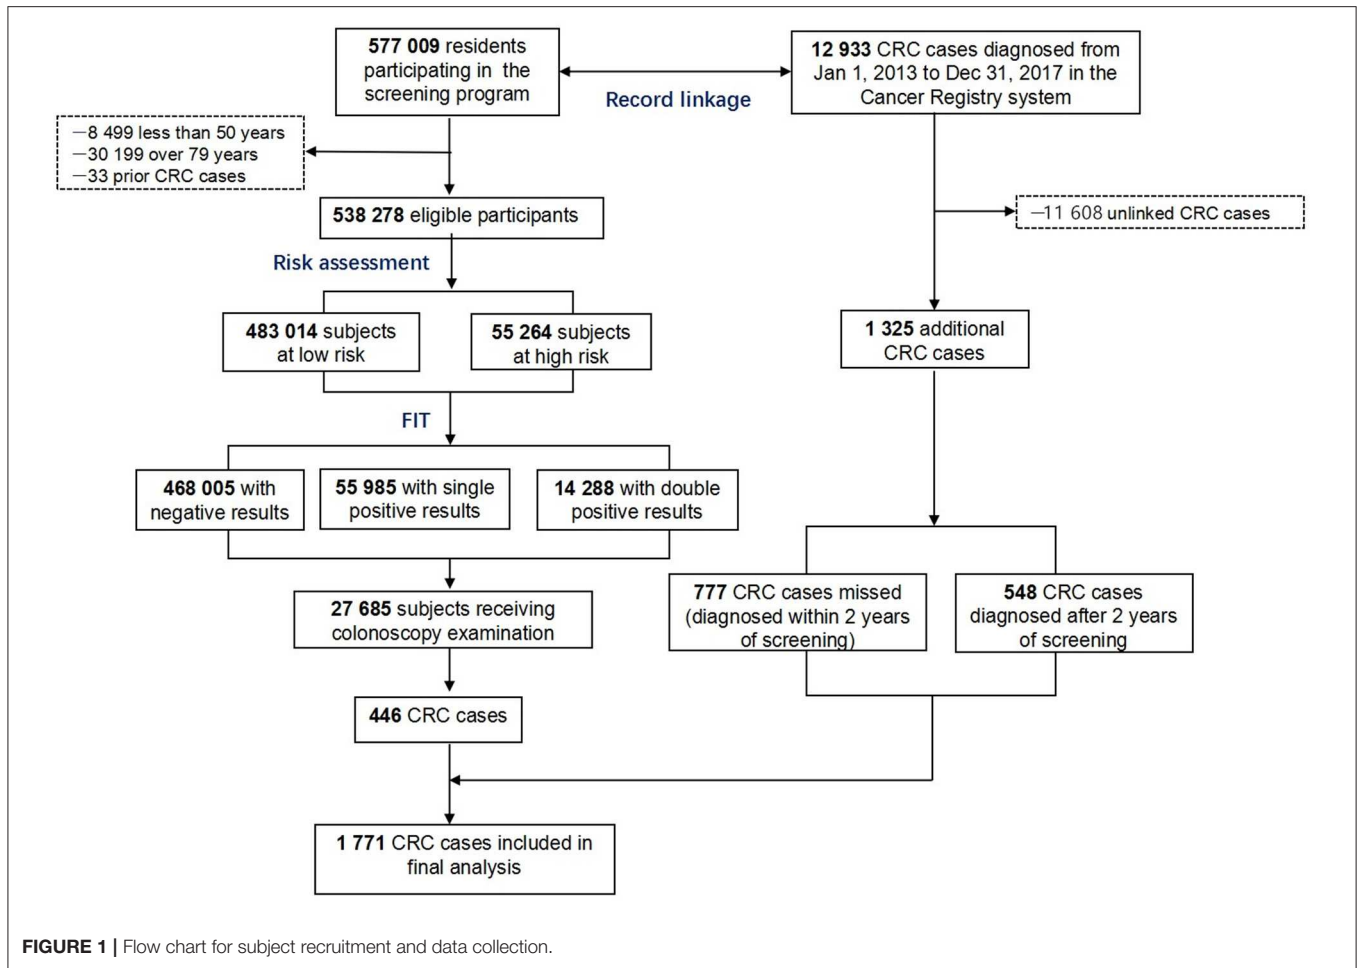 577 009 residents
participating in the
screening program
12 933 CRC cases diagnosed from
Jan 1, 2013 to Dec 31, 2017 in the
Cancer Registry system
Record linkage
—8 499 less than 50 years
—30 199 over 79 years
—33 prior CRC cases
538 278 eligible participants
—11 608 unlinked CRC cases
Risk assessment
483 014 subjects
at low risk
55 264 subjects
at high risk
1 325 additional
CRC cases
FIT
468 005 with
negative results
55 985 with single
positive results
14 288 with double
positive results
27 685 subjects receiving
colonoscopy examination
777 CRC cases missed
(diagnosed within 2 years
of screening)
548 CRC cases
diagnosed after 2 years
of screening
446 CRC cases
1 771 CRC cases included in
final analysis
FIGURE 1 | Flow chart for subject recruitment and data collection.